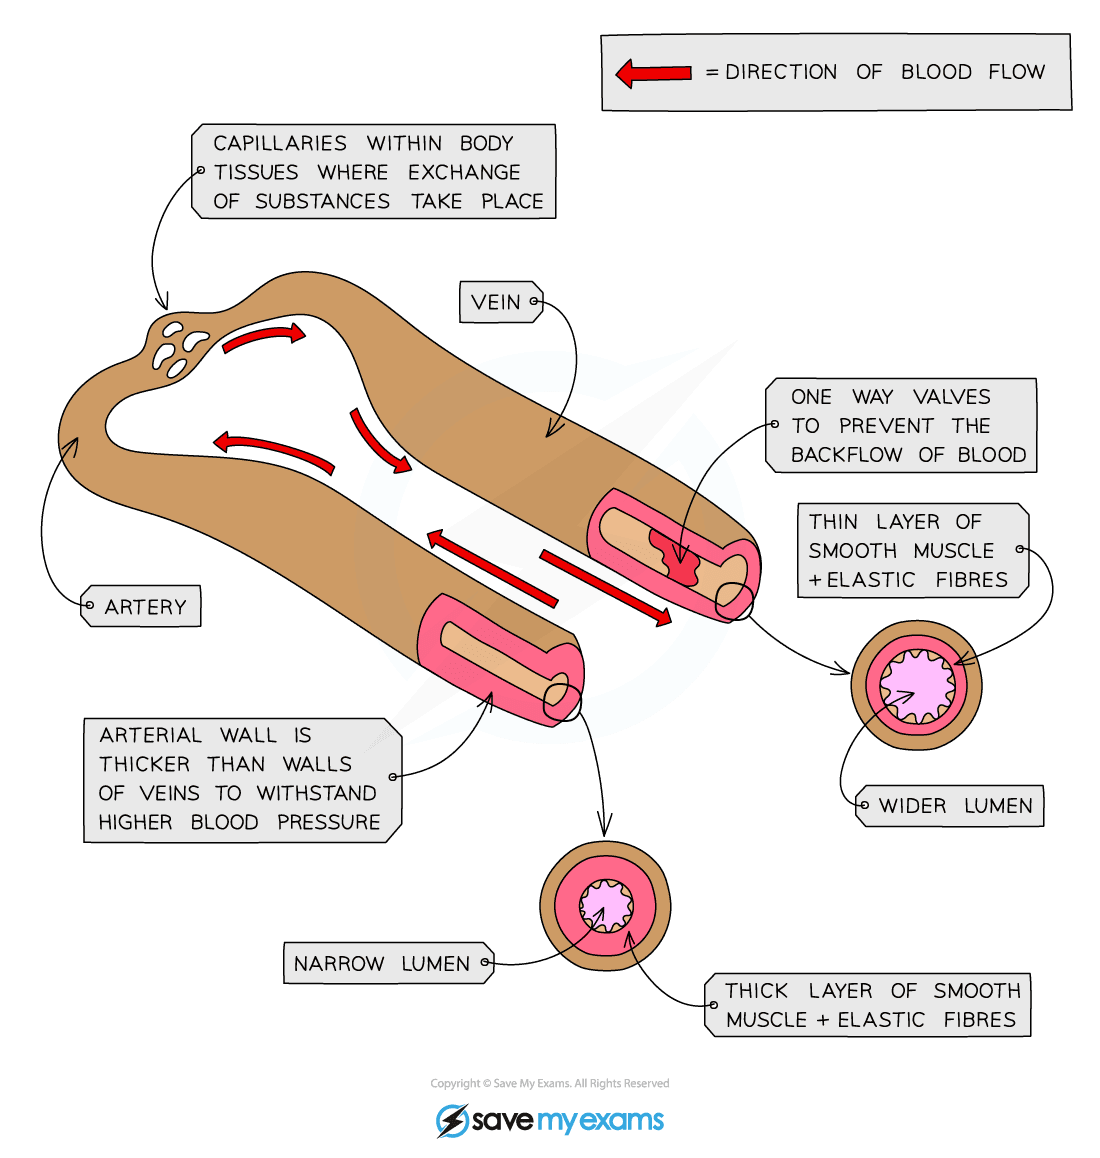 = DIRECTION OF BLOOD FLOW
CAPILLARIES WITHIN BODY
TISSUES WHERE EXCHANGE
OF SUBSTANCES TAKE PLACE
VEIN
ONE WAY VALVES
TO PREVENT THE
BACKFLOW OF BLOOD
THIN LAYER OF
SMOOTH MUSCLE
+ ELASTIC FIBRES
ARTERY
ARTERIAL WALL IS
THICKER THAN WALLS
OF VEINS TO WITHSTAND
HIGHER BLOOD PRESSURE
WIDER LUMEN
NARROW LUMEN
THICK LAYER OF SMOOTH
MUSCLE + ELASTIC FIBRES
Copyright © Save My Exams. All Rights Reserved
save my exams